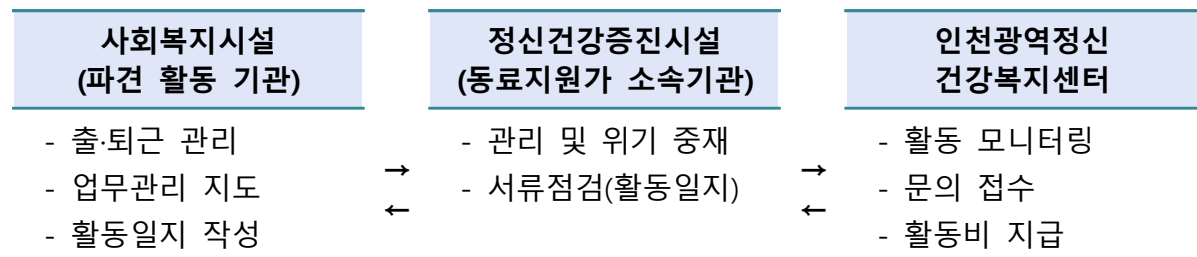 사회복지시설
(파견 활동 기관)
- 출·퇴근 관리
- 업무관리 지도
- 활동일지 작성
→
←
정신건강증진시설
(동료지원가 소속기관)
- 관리 및 위기 중재
- 서류점검(활동일지)
→
←
인천광역정신
건강복지센터
- 활동 모니터링
- 문의 접수
- 활동비 지급